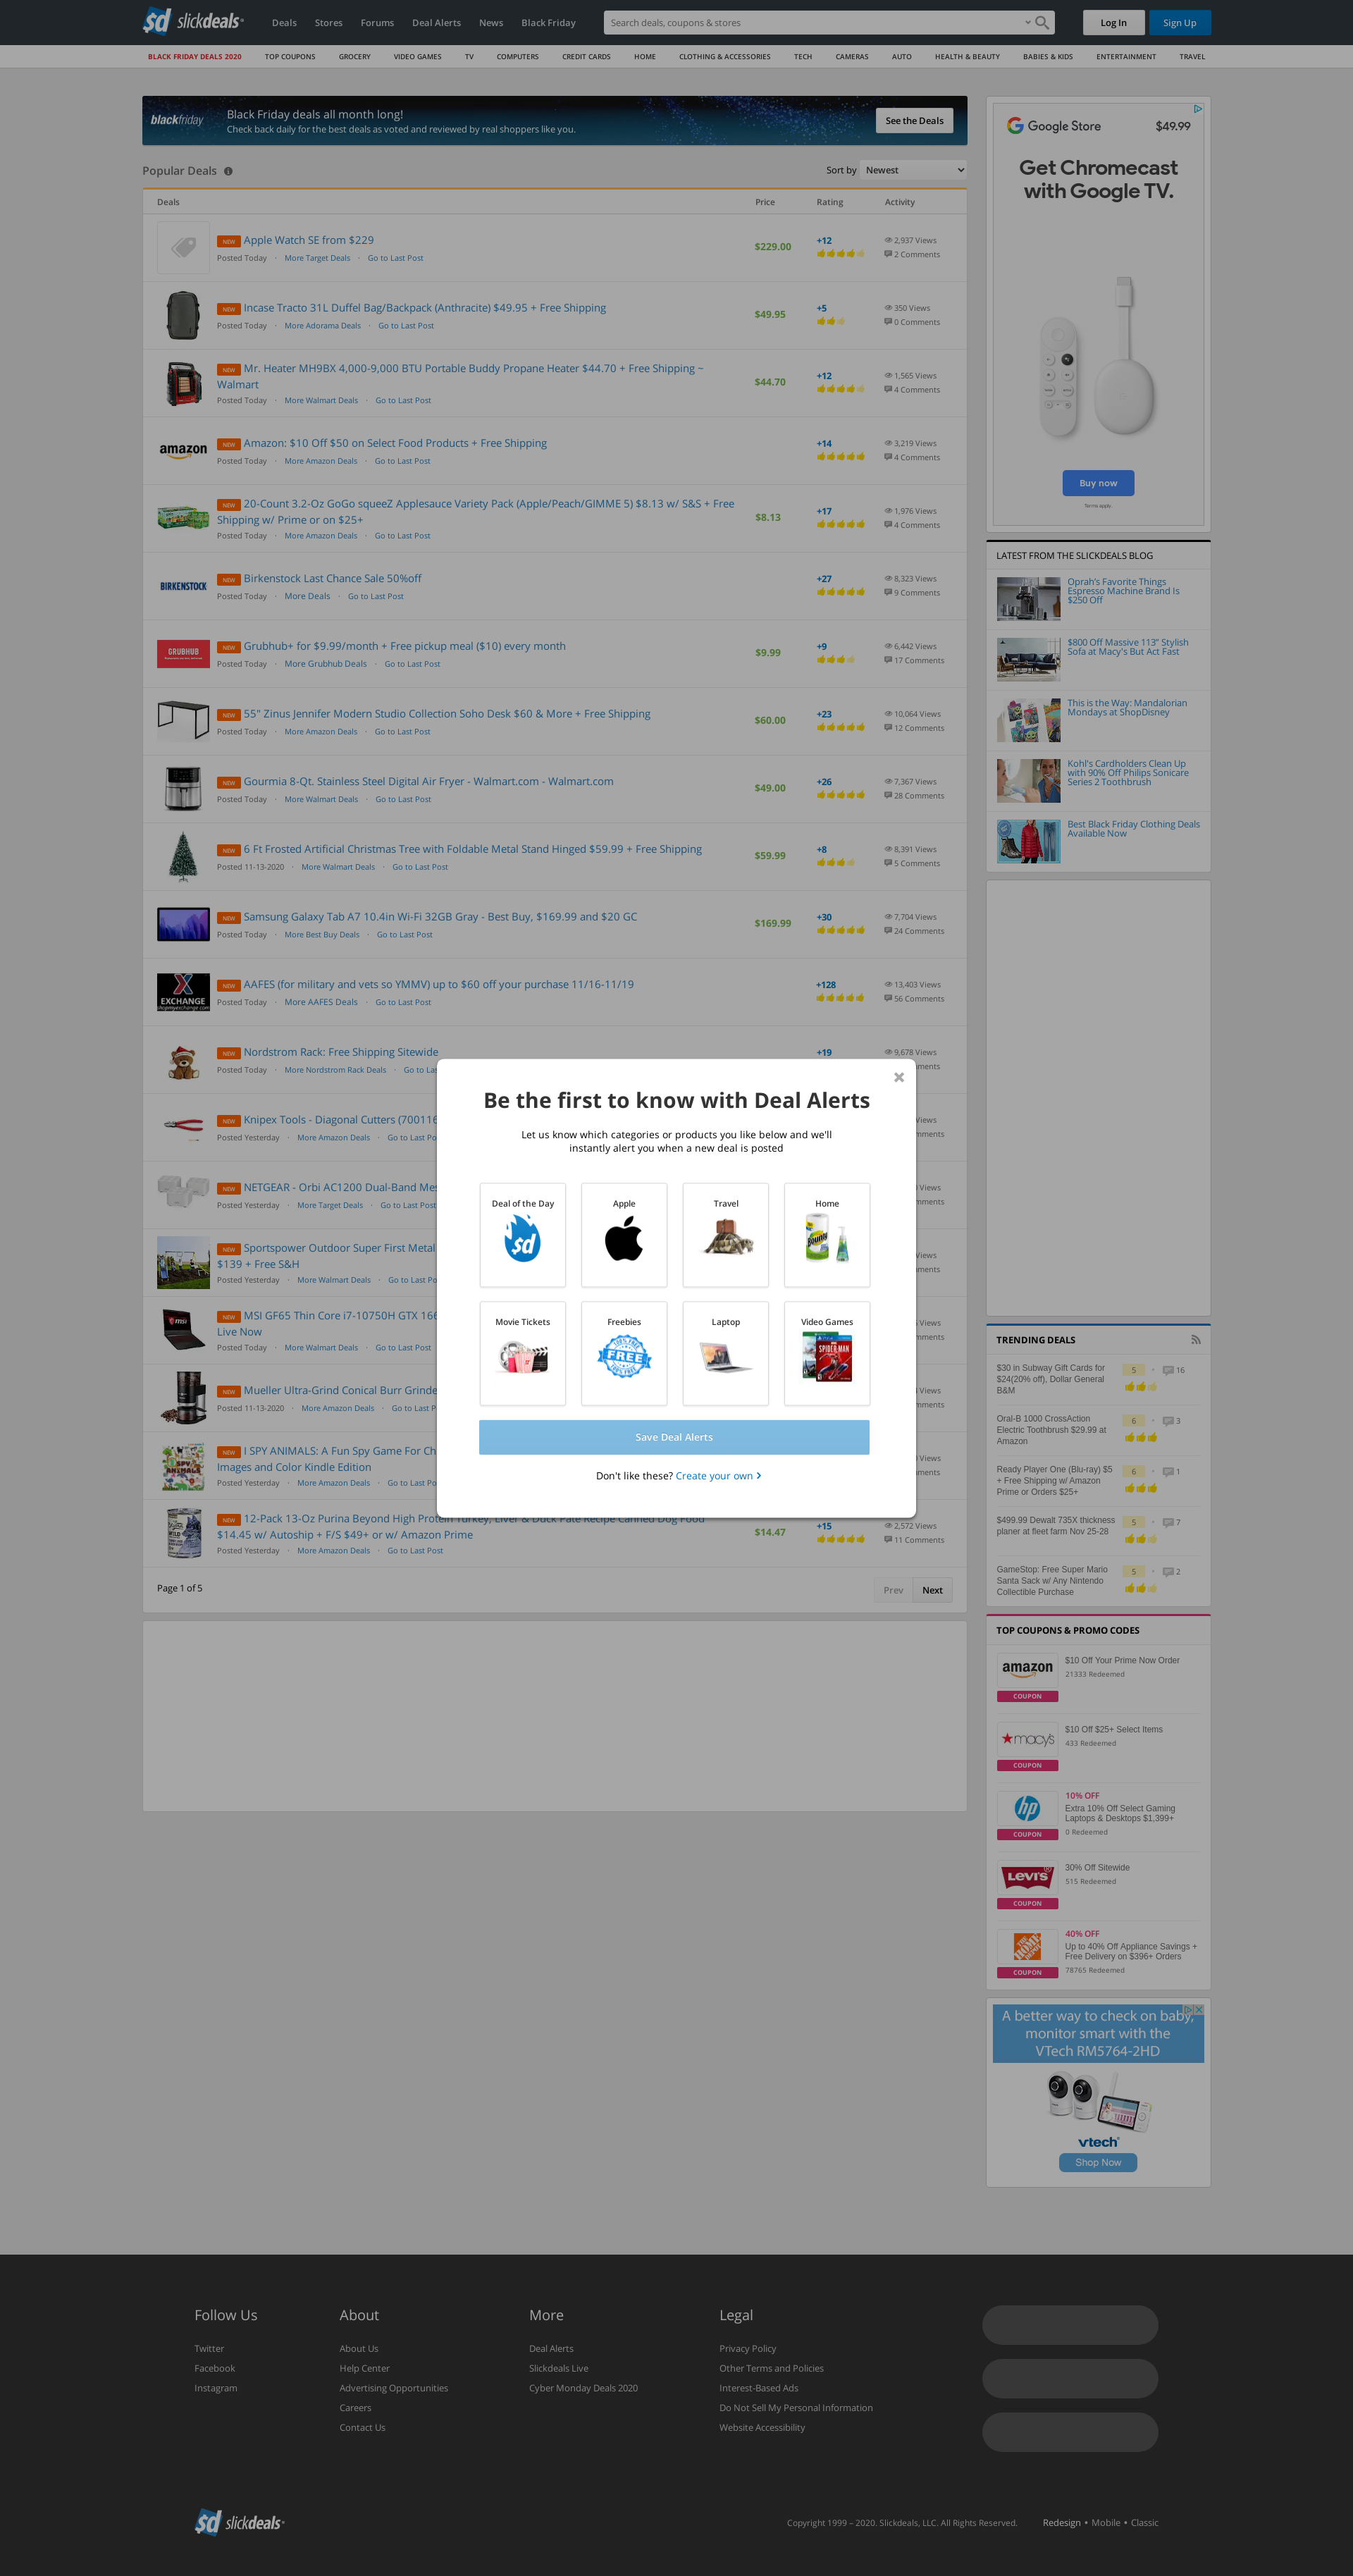 slickdeals
Deals
Stores
Forums
Deal Alerts
News
Black Friday
Search deals, coupons & stores
Log In
Sign Up
BLACK FRIDAY DEALS 2020
TOP COUPONS
GROCERY
VIDEO GAMES
TV
COMPUTERS
CREDIT CARDS
HOME
CLOTHING & ACCESSORIES
TECH
CAMERAS
AUTO
HEALTH & BEAUTY
BABIES & KIDS
ENTERTAINMENT
TRAVEL
blackfriday
Black Friday deals all month long!
Check back daily for the best deals as voted and reviewed by real shoppers like you.
See the Deals
Popular Deals
Sort by Newest
Deals Price Rating Activity
NEW Apple Watch SE from $229
Posted Today · More Target Deals · Go to Last Post
$229.00
+12
2,937 Views
2 Comments
NEW Incase Tracto 31L Duffel Bag/Backpack (Anthracite) $49.95 + Free Shipping
Posted Today · More Adorama Deals · Go to Last Post
$49.95
+5
350 Views
0 Comments
NEW Mr. Heater MH9BX 4,000-9,000 BTU Portable Buddy Propane Heater $44.70 + Free Shipping ~
Walmart
Posted Today · More Walmart Deals · Go to Last Post
$44.70
+12
1,565 Views
4 Comments
amazon
NEW Amazon: $10 Off $50 on Select Food Products + Free Shipping
Posted Today · More Amazon Deals · Go to Last Post
+14
3,219 Views
4 Comments
NEW 20-Count 3.2-Oz GoGo squeeZ Applesauce Variety Pack (Apple/Peach/GIMME 5) $8.13 w/ S&S + Free
Shipping w/ Prime or on $25+
Posted Today · More Amazon Deals · Go to Last Post
$8.13
+17
1,976 Views
4 Comments
BIRKENSTOCK
NEW Birkenstock Last Chance Sale 50%off
Posted Today · More Deals · Go to Last Post
+27
8,323 Views
9 Comments
GRUBHUB
NEW Grubhub+ for $9.99/month + Free pickup meal ($10) every month
Posted Today · More Grubhub Deals · Go to Last Post
$9.99
+9
6,442 Views
17 Comments
NEW 55" Zinus Jennifer Modern Studio Collection Soho Desk $60 & More + Free Shipping
Posted Today · More Amazon Deals · Go to Last Post
$60.00
+23
10,064 Views
12 Comments
NEW Gourmia 8-Qt. Stainless Steel Digital Air Fryer - Walmart.com - Walmart.com
Posted Today · More Walmart Deals · Go to Last Post
$49.00
+26
7,367 Views
28 Comments
NEW 6 Ft Frosted Artificial Christmas Tree with Foldable Metal Stand Hinged $59.99 + Free Shipping
Posted 11-13-2020 · More Walmart Deals · Go to Last Post
$59.99
+8
8,391 Views
5 Comments
NEW Samsung Galaxy Tab A7 10.4in Wi-Fi 32GB Gray - Best Buy, $169.99 and $20 GC
Posted Today · More Best Buy Deals · Go to Last Post
$169.99
+30
7,704 Views
24 Comments
X
EXCHANGE
shopmyexchange.com
NEW AAFES (for military and vets so YMMV) up to $60 off your purchase 11/16-11/19
Posted Today · More AAFES Deals · Go to Last Post
+128
13,403 Views
56 Comments
NEW Nordstrom Rack: Free Shipping Sitewide
Posted Today · More Nordstrom Rack Deals · Go to Las
+19
9,678 Views
NEW Knipex Tools - Diagonal Cutters (700116
Posted Yesterday · More Amazon Deals · Go to Last Po
Views
NEW NETGEAR - Orbi AC1200 Dual-Band Mes
Posted Yesterday · More Target Deals · Go to Last Post
Views
NEW Sportspower Outdoor Super First Metal
$139 + Free S&H
Posted Yesterday · More Walmart Deals · Go to Last Po
Views
NEW MSI GF65 Thin Core i7-10750H GTX 166
Live Now
Posted Today · More Walmart Deals · Go to Last Post
Views
NEW Mueller Ultra-Grind Conical Burr Grinde
Posted 11-13-2020 · More Amazon Deals · Go to Last P
Views
NEW I SPY ANIMALS: A Fun Spy Game For Ch
Images and Color Kindle Edition
Posted Yesterday · More Amazon Deals · Go to Last Po
Views
NEW 12-Pack 13-Oz Purina Beyond High Protein Turkey, Liver & Duck Pate Recipe Canned Dog Food
$14.45 w/ Autoship + F/S $49+ or w/ Amazon Prime
Posted Yesterday · More Amazon Deals · Go to Last Post
$14.47
+15
2,572 Views
11 Comments
Page 1 of 5
Prev
Next
Be the first to know with Deal Alerts
Let us know which categories or products you like below and we'll
instantly alert you when a new deal is posted
Deal of the Day
Apple
Travel
Home
Bounty
Movie Tickets
Freebies
FREE
Laptop
Video Games
SPIDER-MAN
Save Deal Alerts
Don't like these? Create your own
Google Store
$49.99
Get Chromecast
with Google TV.
Buy now
Terms apply
LATEST FROM THE SLICKDEALS BLOG
Oprah's Favorite Things
Espresso Machine Brand Is
$250 Off
$800 Off Massive 113" Stylish
Sofa at Macy's But Act Fast
This is the Way: Mandalorian
Mondays at ShopDisney
Kohl's Cardholders Clean Up
with 90% Off Philips Sonicare
Series 2 Toothbrush
Best Black Friday Clothing Deals
Available Now
TRENDING DEALS
$30 in Subway Gift Cards for
$24(20% off), Dollar General
B&M
5
16
Oral-B 1000 CrossAction
Electric Toothbrush $29.99 at
Amazon
6
3
Ready Player One (Blu-ray) $5
+ Free Shipping w/ Amazon
Prime or Orders $25+
6
1
$499.99 Dewalt 735X thickness
planer at fleet farm Nov 25-28
5
7
GameStop: Free Super Mario
Santa Sack w/ Any Nintendo
Collectible Purchase
5
2
TOP COUPONS & PROMO CODES
amazon
COUPON
$10 Off Your Prime Now Order
21333 Redeemed
macy's
COUPON
$10 Off $25+ Select Items
433 Redeemed
hp
COUPON
10% OFF
Extra 10% Off Select Gaming
Laptops & Desktops $1,399+
0 Redeemed
LEVI'S
COUPON
30% Off Sitewide
515 Redeemed
THE HOME DEPOT
COUPON
40% OFF
Up to 40% Off Appliance Savings +
Free Delivery on $396+ Orders
78765 Redeemed
A better way to check on baby,
monitor smart with the
VTech RM5764-2HD
vtech
Shop Now
Follow Us
Twitter
Facebook
Instagram
About
About Us
Help Center
Advertising Opportunities
Careers
Contact Us
More
Deal Alerts
Slickdeals Live
Cyber Monday Deals 2020
Legal
Privacy Policy
Other Terms and Policies
Interest-Based Ads
Do Not Sell My Personal Information
Website Accessibility
slickdeals
Copyright 1999 – 2020. Slickdeals, LLC. All Rights Reserved.
Redesign • Mobile • Classic